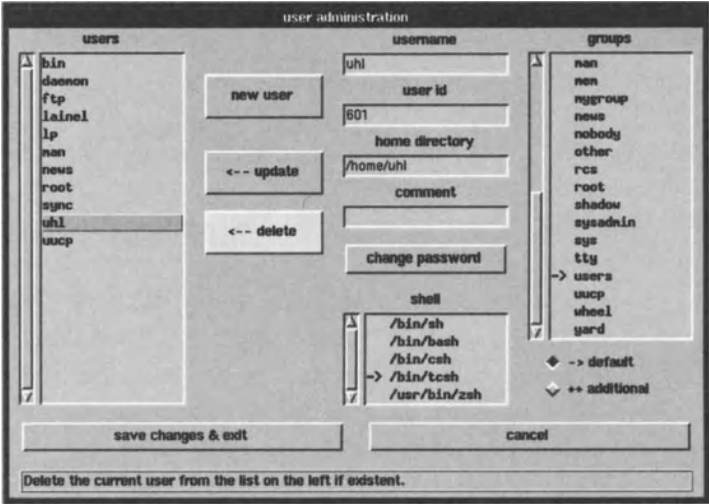 user administration
users
bin
daemon
ftp
lainel
lp
man
news
root
sync
uhl
uucp
new user
<-- update
<-- delete
username
uhl
user id
601
home directory
/home/uhl
comment
change password
shell
/bin/sh
/bin/bash
/bin/csh
-> /bin/tcsh
/usr/bin/zsh
groups
man
mem
mygroup
news
nobody
other
rcs
root
shadow
sysadmin
sys
tty
-> users
uucp
wheel
yard
-> default
++ additional
save changes & exit
cancel
Delete the current user from the list on the left if existent.